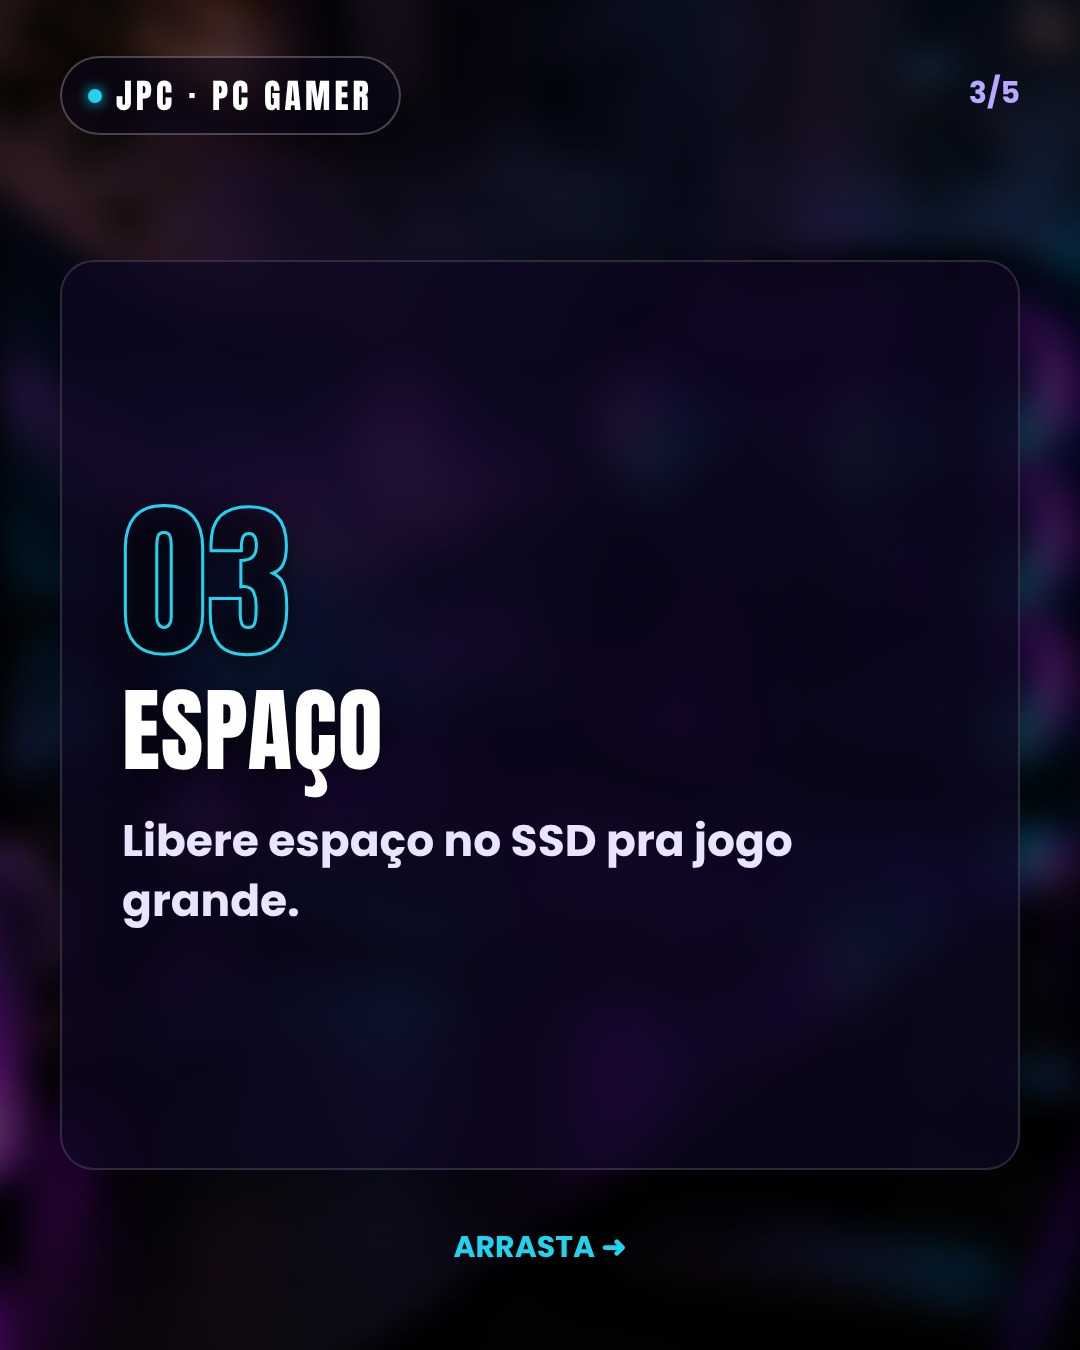 JPC · PC GAMER
3/5
03
ESPAÇO
Libere espaço no SSD pra jogo
grande.
ARRASTA ➜